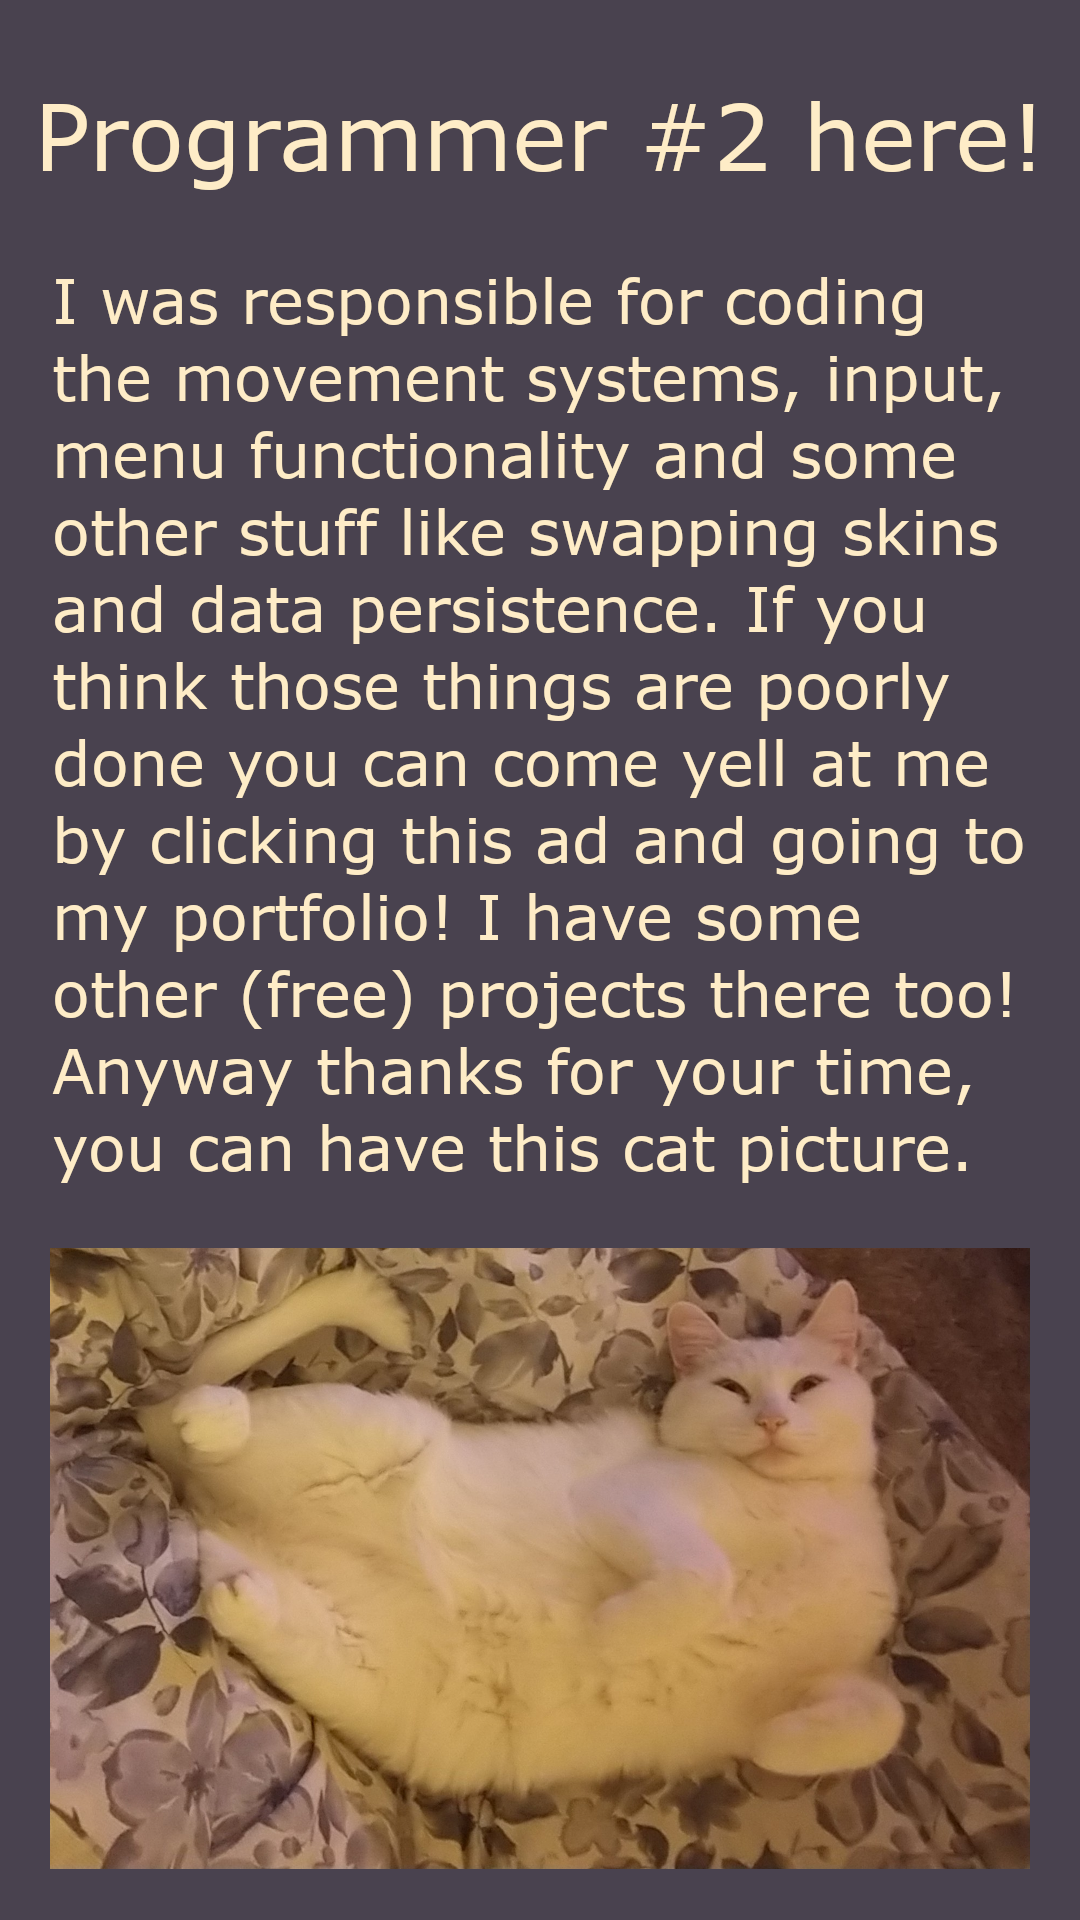 Programmer #2 here!
I was responsible for coding
the movement systems, input,
menu functionality and some
other stuff like swapping skins
and data persistence. If you
think those things are poorly
done you can come yell at me
by clicking this ad and going to
my portfolio! I have some
other (free) projects there too!
Anyway thanks for your time,
you can have this cat picture.